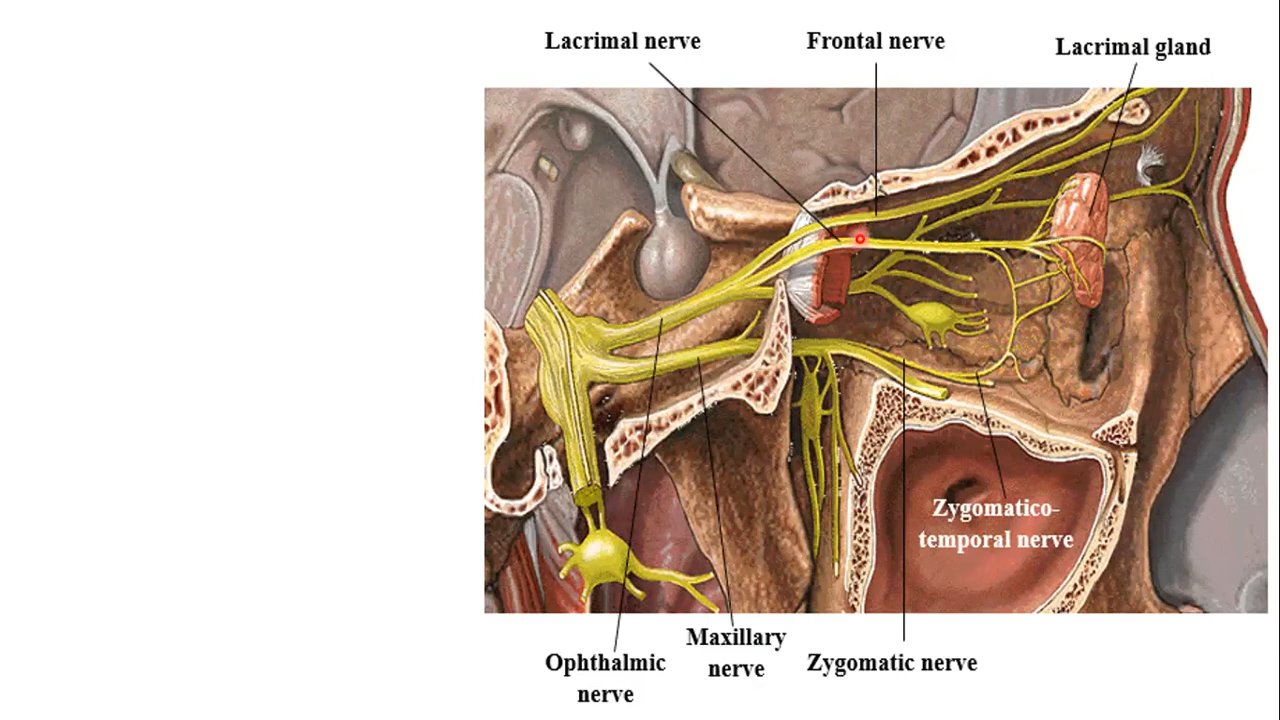 Lacrimal nerve
Frontal nerve
Lacrimal gland
Zygomatico-
temporal nerve
Maxillary
nerve
Ophthalmic
nerve
Zygomatic nerve